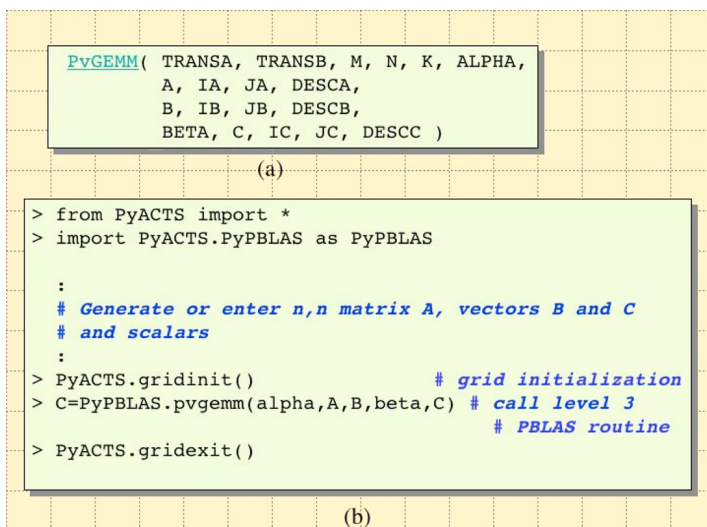 PvGEMM( TRANSA, TRANSB, M, N, K, ALPHA,
A, IA, JA, DESCA,
B, IB, JB, DESCB,
BETA, C, IC, JC, DESCC )
(a)
> from PyACTS import *
> import PyACTS.PyPBLAS as PyPBLAS
:
# Generate or enter n,n matrix A, vectors B and C
# and scalars
:
> PyACTS.gridinit() # grid initialization
> C=PyPBLAS.pvgemm(alpha,A,B,beta,C) # call level 3
# PBLAS routine
> PyACTS.gridexit()
(b)